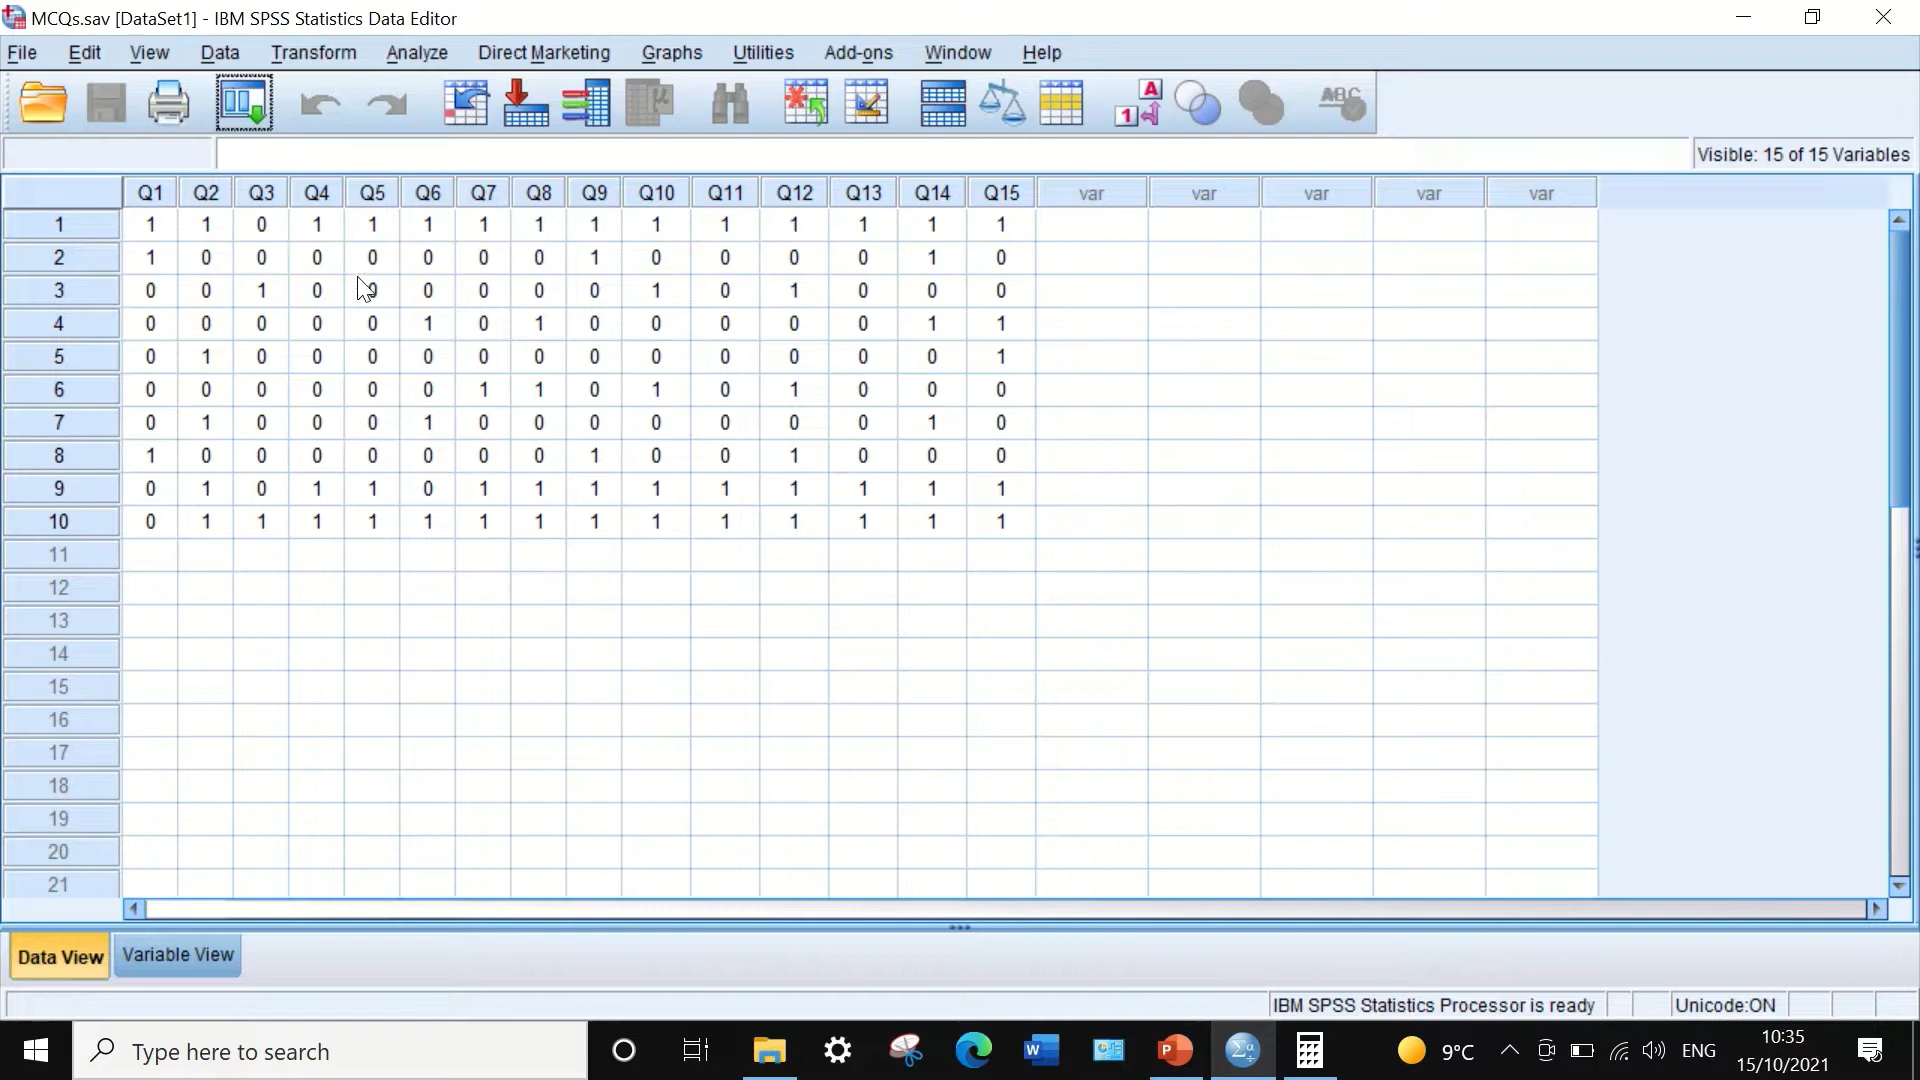 MCQs.sav [DataSet1] - IBM SPSS Statistics Data Editor
File Edit View Data Transform Analyze Direct Marketing Graphs Utilities Add-ons Window Help
Visible: 15 of 15 Variables
Q1 Q2 Q3 Q4 Q5 Q6 Q7 Q8 Q9 Q10 Q11 Q12 Q13 Q14 Q15 var var var var var
1 1 1 0 1 1 1 1 1 1 1 1 1 1 1 1
2 1 0 0 0 0 0 0 0 1 0 0 0 0 1 0
3 0 0 1 0 0 0 0 0 0 1 0 1 0 0 0
4 0 0 0 0 0 1 0 1 0 0 0 0 0 1 1
5 0 1 0 0 0 0 0 0 0 0 0 0 0 0 1
6 0 0 0 0 0 0 1 1 0 1 0 1 0 0 0
7 0 1 0 0 0 1 0 0 0 0 0 0 0 1 0
8 1 0 0 0 0 0 0 0 1 0 0 1 0 0 0
9 0 1 0 1 1 0 1 1 1 1 1 1 1 1 1
10 0 1 1 1 1 1 1 1 1 1 1 1 1 1 1
11
12
13
14
15
16
17
18
19
20
21
Data View Variable View
IBM SPSS Statistics Processor is ready Unicode:ON
Type here to search 9°C ENG 10:35
15/10/2021